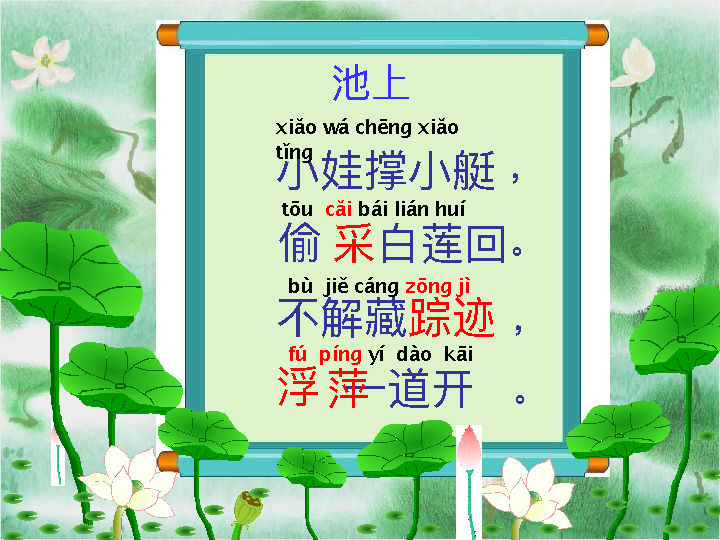 池上
xiǎo wá chēng xiǎo
tǐng
小娃撑小艇，
tōu cǎi bái lián huí
偷采白莲回。
bù jiě cáng zōng jì
不解藏踪迹，
fú píng yí dào kāi
浮萍一道开。